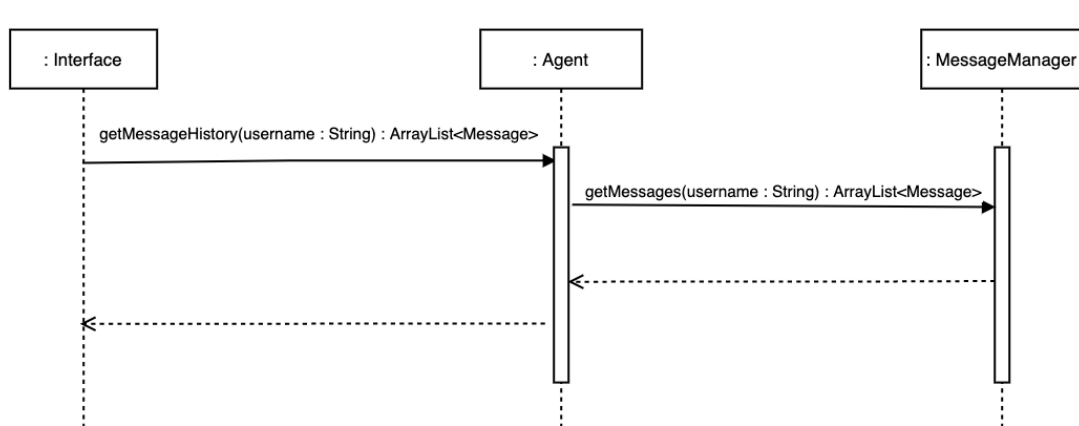 : Interface
: Agent
: MessageManager
getMessageHistory(username : String) : ArrayList<Message>
getMessages(username : String) : ArrayList<Message>